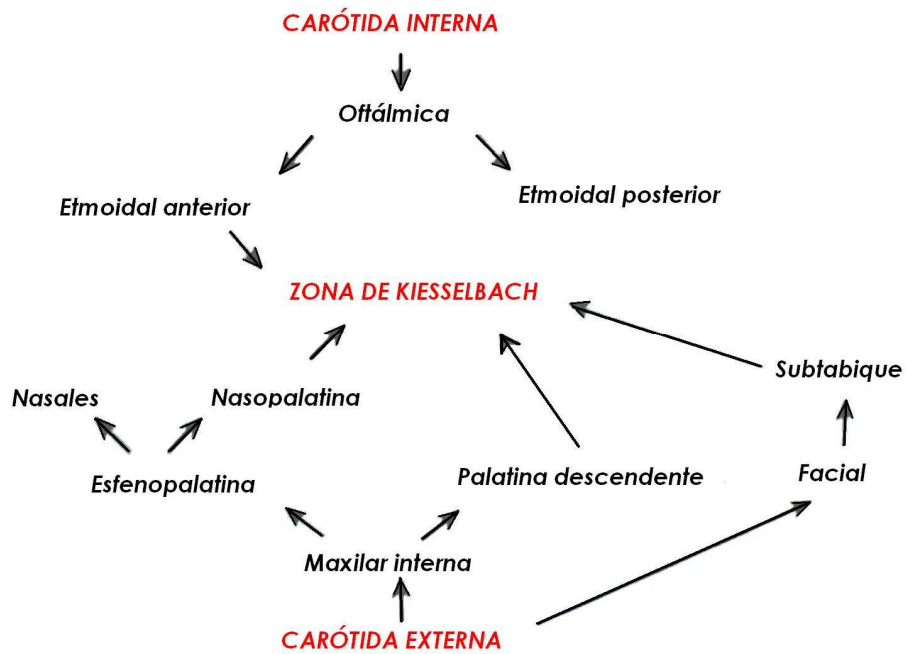 CARÓTIDA INTERNA
Oftálmica
Etmoidal anterior
Etmoidal posterior
ZONA DE KIESSELBACH
Subtabique
Nasales
Nasopalatina
Esfenopalatina
Palatina descendente
Facial
Maxilar interna
CARÓTIDA EXTERNA